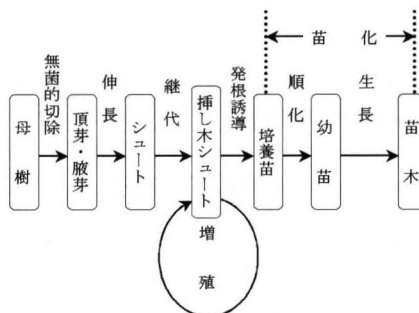 苗化
母樹
無菌的切除
頂芽・腋芽
伸長
シュート
継代
挿し木シュート
増殖
発根誘導
培養苗
順化
幼苗
生長
苗木